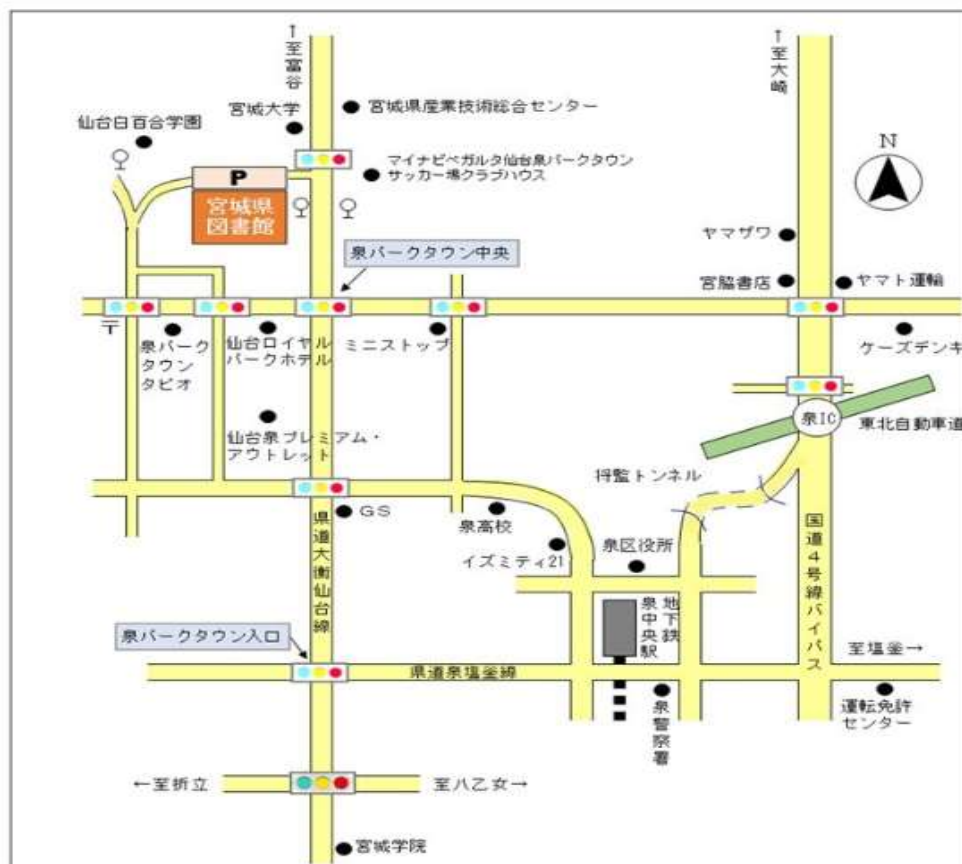 ↑至富谷
↑至大崎
宮城大学
宮城県産業技術総合センター
仙台白百合学園
N
マイナビベガルタ仙台泉パークタウン
サッカー場クラブハウス
P
宮城県
図書館
ヤマザワ
泉パークタウン中央
宮脇書店
ヤマト運輸
〒
泉パーク
タウン
タピオ
仙台ロイヤル
パークホテル
ミニストップ
ケーズデンキ
泉IC
東北自動車道
仙台泉プレミアム・
アウトレット
将監トンネル
GS
泉高校
県道大衡仙台線
イズミティ21
泉区役所
国道4号線バイパス
地下鉄
泉中央駅
泉パークタウン入口
至塩釜→
県道泉塩釜線
泉警察署
運転免許
センター
←至折立
至八乙女→
宮城学院